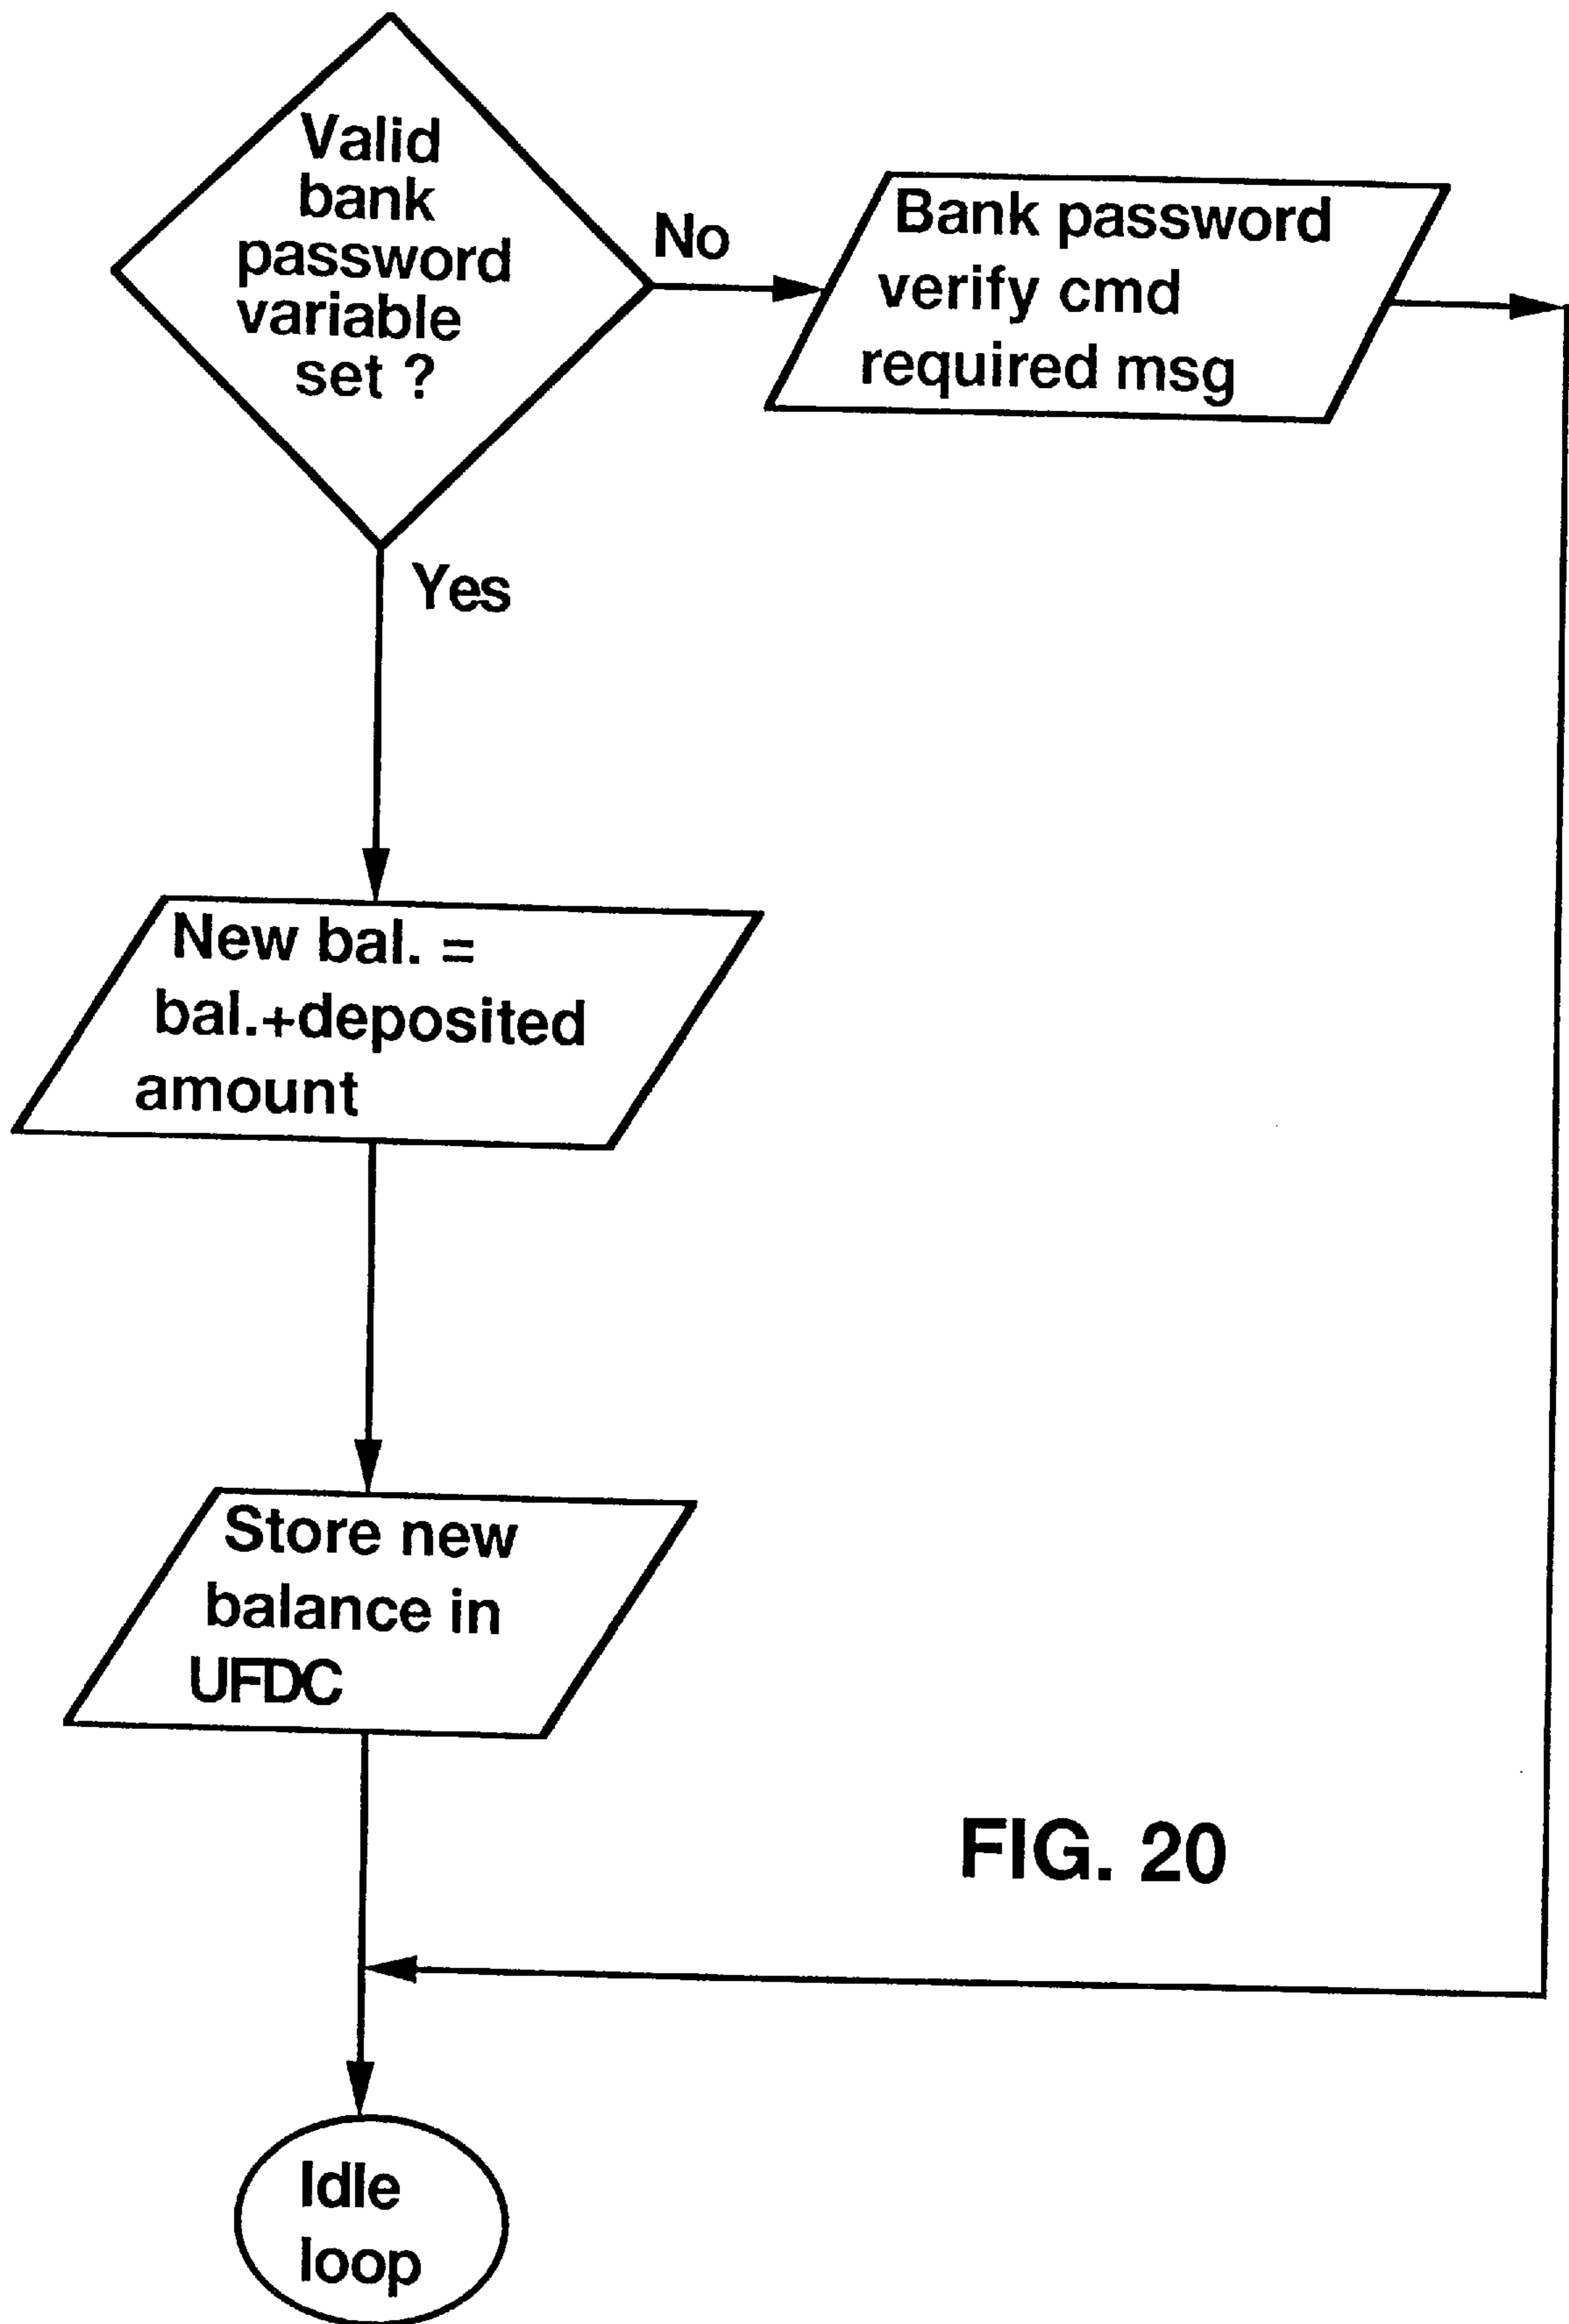 Valid
bank
password
variable
set ?
No
Bank password
verify cmd
required msg
Yes
New bal. =
bal.+deposited
amount
Store new
balance in
UFDC
FIG. 20
Idle
loop